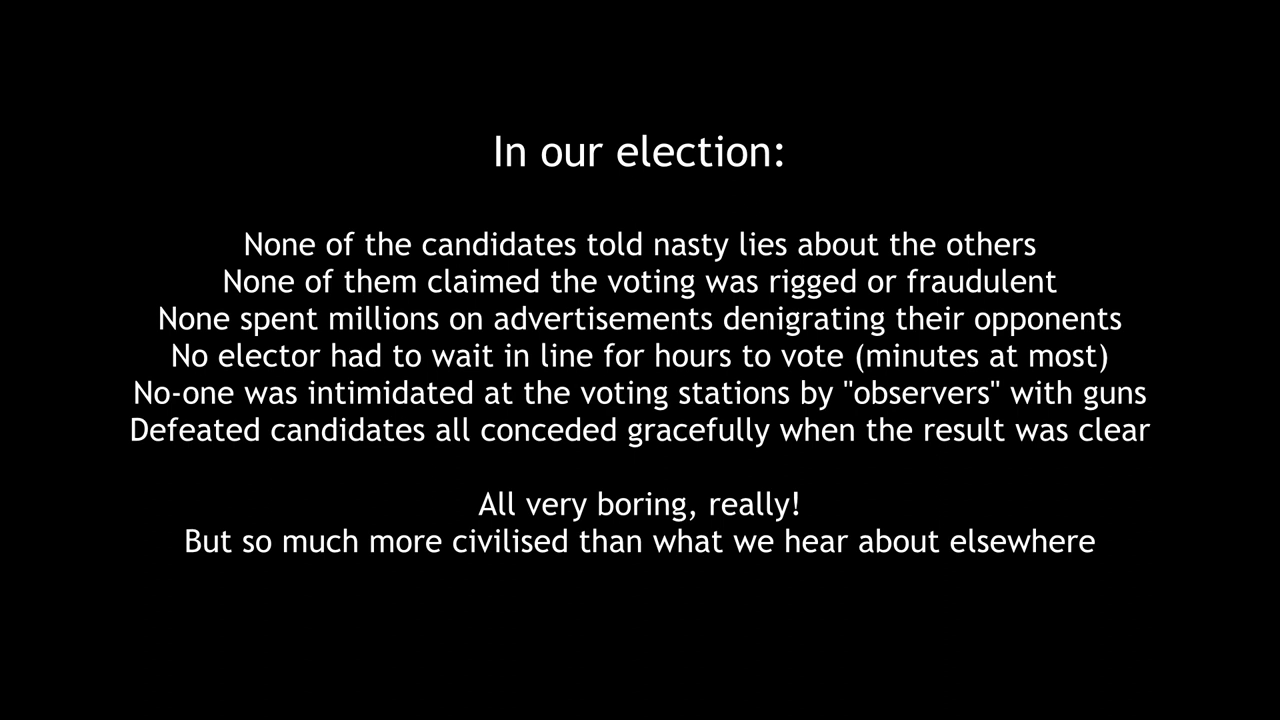 In our election:
None of the candidates told nasty lies about the others
None of them claimed the voting was rigged or fraudulent
None spent millions on advertisements denigrating their opponents
No elector had to wait in line for hours to vote (minutes at most)
No-one was intimidated at the voting stations by "observers" with guns
Defeated candidates all conceded gracefully when the result was clear
All very boring, really!
But so much more civilised than what we hear about elsewhere